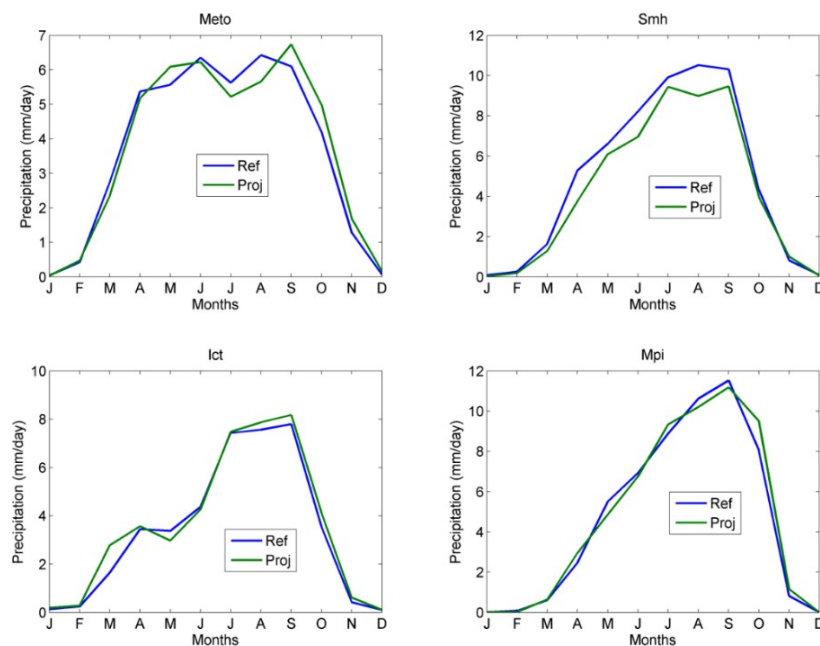 Meto
Precipitation (mm/day)
7
6
5
4
3
2
1
0
Ref
Proj
J F M A M J J A S O N D
Months
Smh
Precipitation (mm/day)
12
10
8
6
4
2
0
Ref
Proj
J F M A M J J A S O N D
Months
Ict
Precipitation (mm/day)
10
8
6
4
2
0
Ref
Proj
J F M A M J J A S O N D
Months
Mpi
Precipitation (mm/day)
12
10
8
6
4
2
0
Ref
Proj
J F M A M J J A S O N D
Months